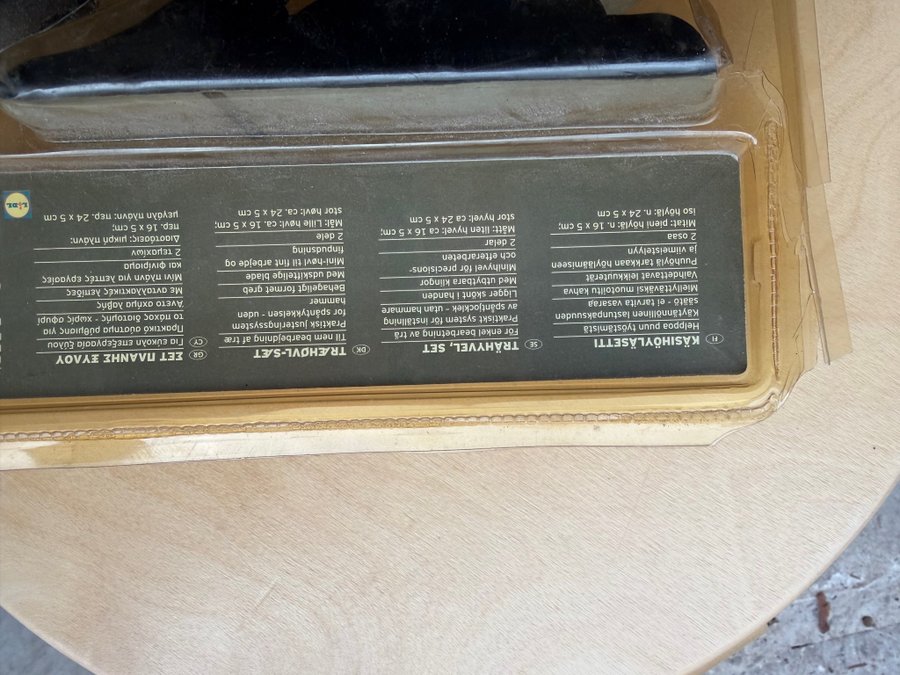 FI
KÄSIHÖYLÄSETTI
Helppoa puun työstämistä
Käytännöllinen lastunpaksuuden
säätö - ei tarvita vasaraa
Miellyttäväksi muotoiltu kahva
Vaihdettavat leikkuuterät
tarkkaan höyläämiseen
ja viimeistelyyn
2 osaa
Mitat: pieni höylä: n. 16 x 5 cm;
iso höylä: n. 24 x 5 cm
SE
TRÄHYVEL, SET
För enkel bearbetning av trä
Praktiskt system för inställning
av spåntjocklek - utan hammare
Ligger skönt i handen
Med utbytbara klingor
Minihyvel för precisions-
och efterarbeten
2 delar
Mått: liten hyvel: ca 16 x 5 cm;
stor hyvel: ca 24 x 5 cm
DK
TRÆHØVL-SÆT
Til nem bearbejdning af træ
Praktisk justeringssystem
for spåntykkelsen - uden
hammer
Behageligt formet greb
Med udskiftelige blade
Mini-høvl til fint arbejde og
finpudsning
2 dele
Mål: Lille høvl: ca. 16 x 5 cm;
stor høvl: ca. 24 x 5 cm
GR
CY
ΣΕΤ ΠΛΑΝΗΣ ΞΥΛΟΥ
Για εύκολη επεξεργασία ξύλου
Πρακτικό σύστημα ρύθμισης για
το πάχος διατομής - χωρίς σφυρί
Άνετο σχήμα λαβής
Με ανταλλακτικές λεπίδες
Μίνι πλάνη για λεπτές εργασίες
και φινίρισμα
2 τεμαχίων
Διαστάσεις: μικρή πλάνη:
περ. 16 x 5 cm
μεγάλη πλάνη: περ. 24 x 5 cm
LIDL